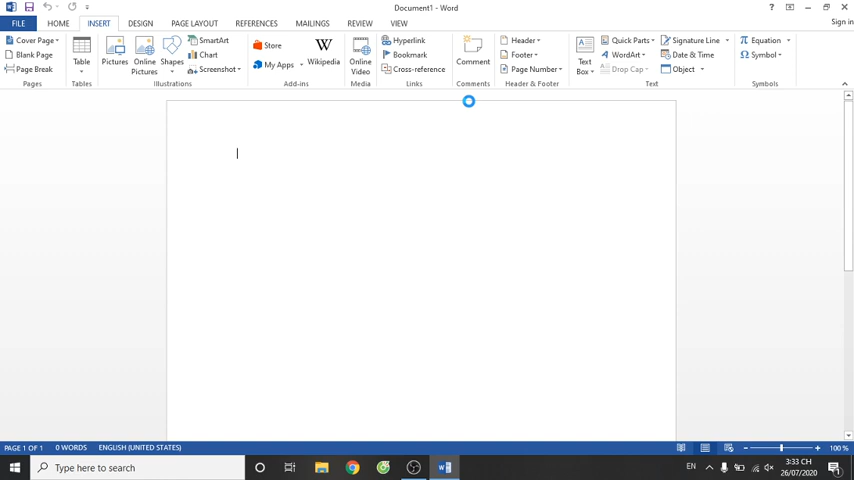 Document1 - Word
Sign in
FILE HOME INSERT DESIGN PAGE LAYOUT REFERENCES MAILINGS REVIEW VIEW
Cover Page
Blank Page
Page Break
Pages
Table
Tables
Pictures
Online Pictures
Shapes
SmartArt
Chart
Screenshot
Illustrations
Store
My Apps
W
Wikipedia
Add-ins
Online Video
Media
Hyperlink
Bookmark
Cross-reference
Links
Comment
Comments
Header
Footer
Page Number
Header & Footer
Text Box
Quick Parts
WordArt
Drop Cap
Signature Line
Date & Time
Object
Text
Equation
Symbol
Symbols
PAGE 1 OF 1 0 WORDS ENGLISH (UNITED STATES)
100 %
Type here to search
EN
3:33 CH
26/07/2020